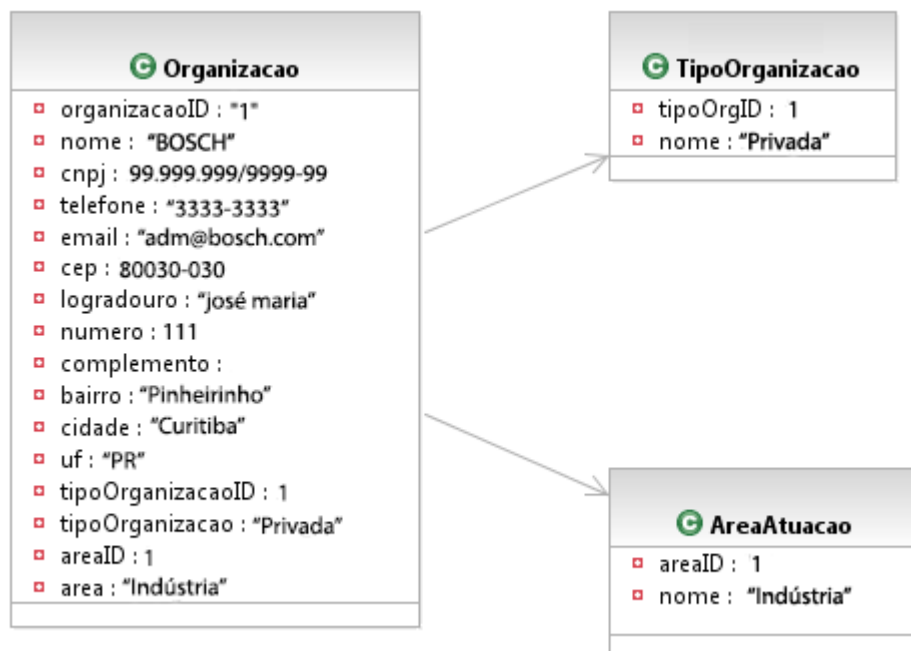 C Organizacao
organizacaoID : "1"
nome : “BOSCH”
cnpj : 99.999.999/9999-99
telefone : “3333-3333”
email : “adm@bosch.com”
cep : 80030-030
logradouro : “josé maria”
numero : 111
complemento :
bairro : “Pinheirinho”
cidade : “Curitiba”
uf : “PR”
tipoOrganizacaoID : 1
tipoOrganizacao : “Privada”
areaID : 1
area : “Indústria”
C TipoOrganizacao
tipoOrgID : 1
nome : “Privada”
C AreaAtuacao
areaID : 1
nome : “Indústria”